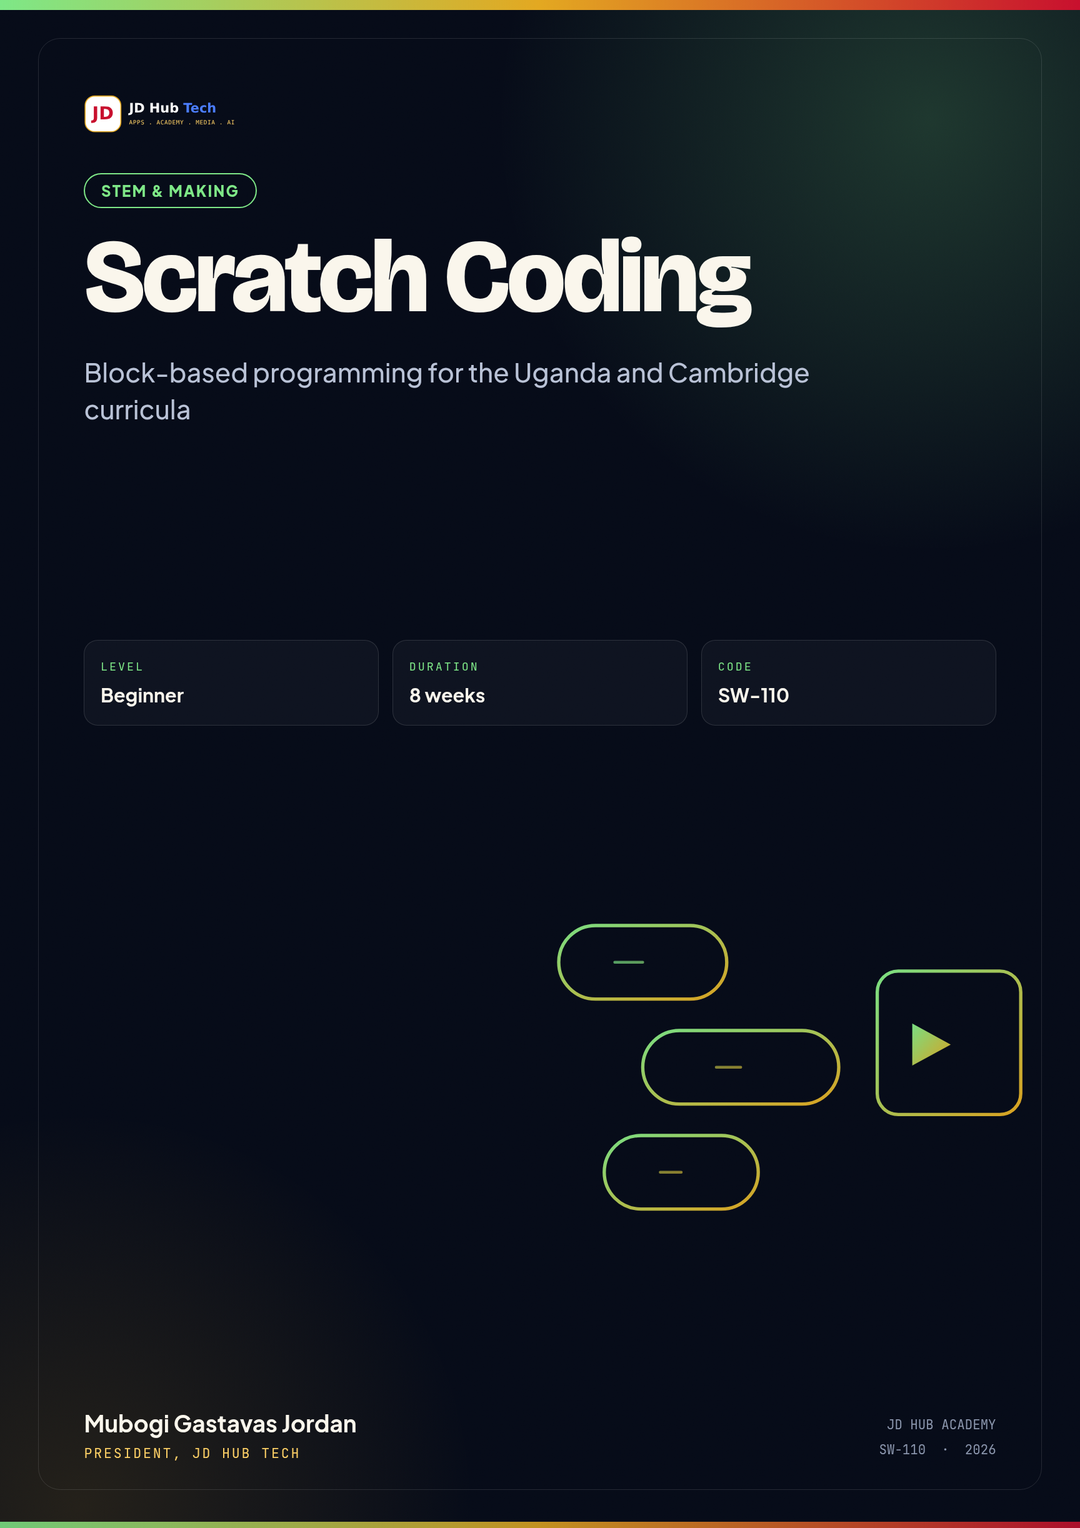 JD
JD Hub Tech
APPS . ACADEMY . MEDIA . AI
STEM & MAKING
Scratch Coding
Block-based programming for the Uganda and Cambridge
curricula
LEVEL
Beginner
DURATION
8 weeks
CODE
SW-110
Mubogi Gastavas Jordan
PRESIDENT, JD HUB TECH
JD HUB ACADEMY
SW-110 · 2026